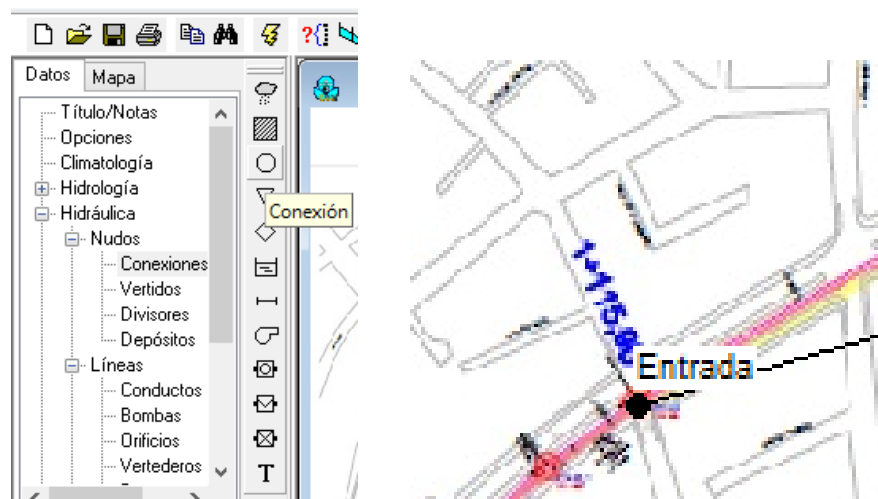 Datos
Mapa
Título/Notas
Opciones
Climatología
Hidrología
Hidráulica
Nudos
Conexiones
Vertidos
Divisores
Depósitos
Líneas
Conductos
Bombas
Orificios
Vertederos
Conexión
T
Entrada